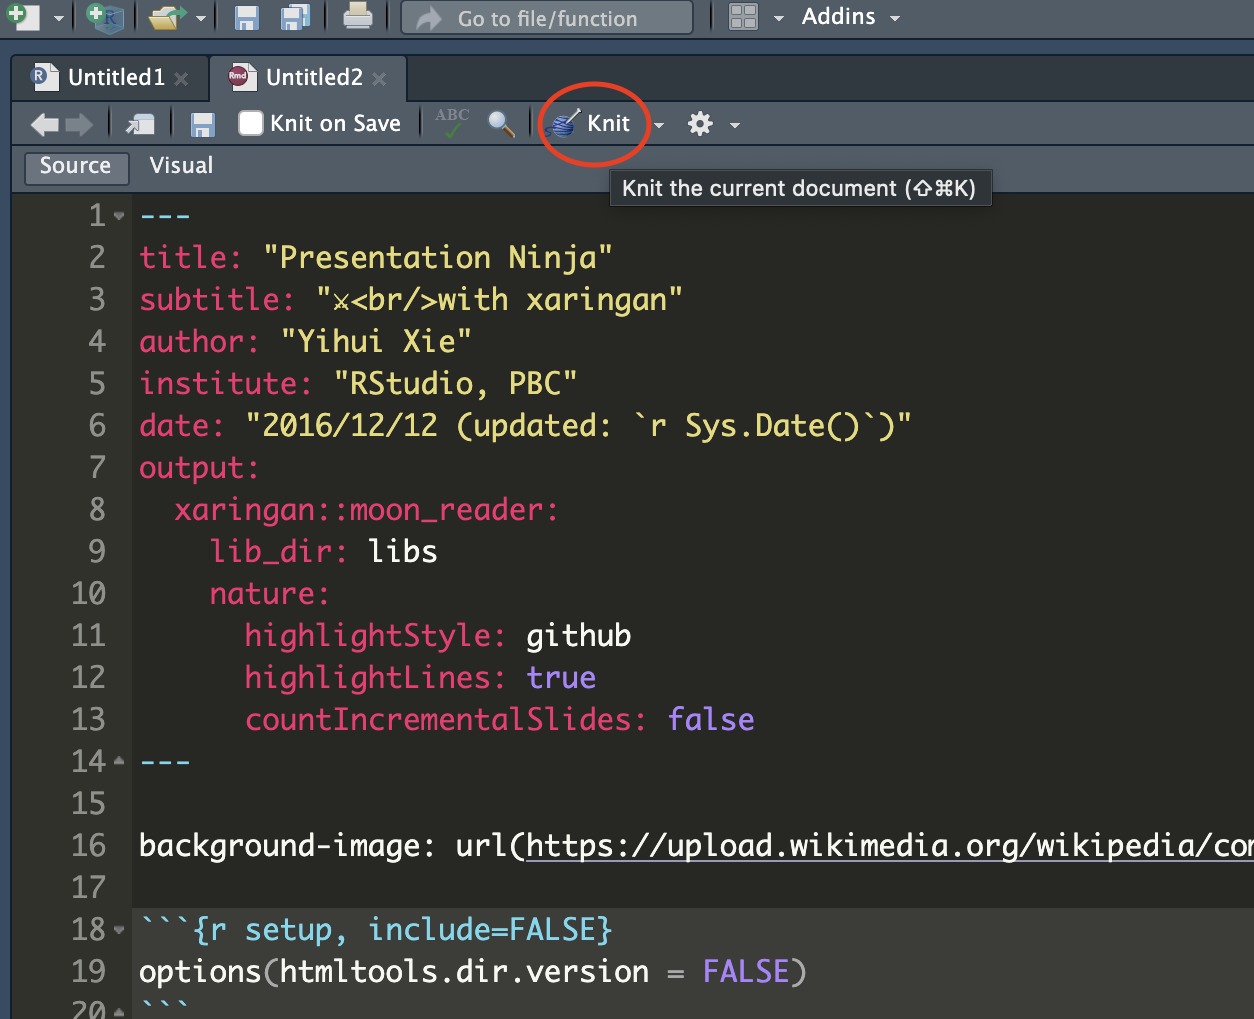 Go to file/function
Addins
Untitled1
Untitled2
Knit on Save
ABC
Knit
Source
Visual
Knit the current document (⇧⌘K)
1 ---
2 title: "Presentation Ninja"
3 subtitle: "⚔<br/>with xaringan"
4 author: "Yihui Xie"
5 institute: "RStudio, PBC"
6 date: "2016/12/12 (updated: `r Sys.Date()`)"
7 output:
8   xaringan::moon_reader:
9     lib_dir: libs
10     nature:
11       highlightStyle: github
12       highlightLines: true
13       countIncrementalSlides: false
14 ---
15
16 background-image: url(https://upload.wikimedia.org/wikipedia/co
17
18 ```{r setup, include=FALSE}
19 options(htmltools.dir.version = FALSE)
20 ```